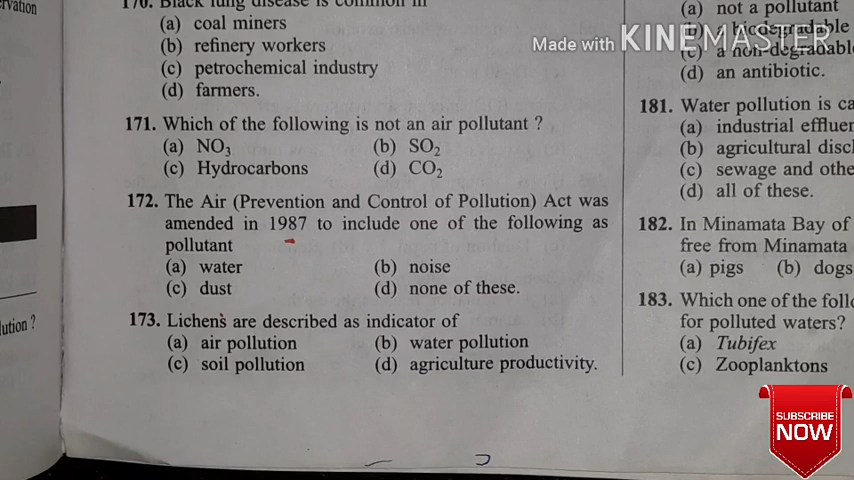 rvation
170. Black lung disease is common in
(a) coal miners
(b) refinery workers
(c) petrochemical industry
(d) farmers.
171. Which of the following is not an air pollutant ?
(a) NO₃ (b) SO₂
(c) Hydrocarbons (d) CO₂
172. The Air (Prevention and Control of Pollution) Act was
amended in 1987 to include one of the following as
pollutant
(a) water (b) noise
(c) dust (d) none of these.
173. Lichens are described as indicator of
(a) air pollution (b) water pollution
(c) soil pollution (d) agriculture productivity.
lution ?
(a) not a pollutant
(b) a biodegradable
(c) a non-degradabl
(d) an antibiotic.
181. Water pollution is ca
(a) industrial effluer
(b) agricultural discl
(c) sewage and othe
(d) all of these.
182. In Minamata Bay of
free from Minamata
(a) pigs (b) dogs
183. Which one of the follo
for polluted waters?
(a) Tubifex
(c) Zooplanktons
Made with KINEMASTER
SUBSCRIBE
NOW